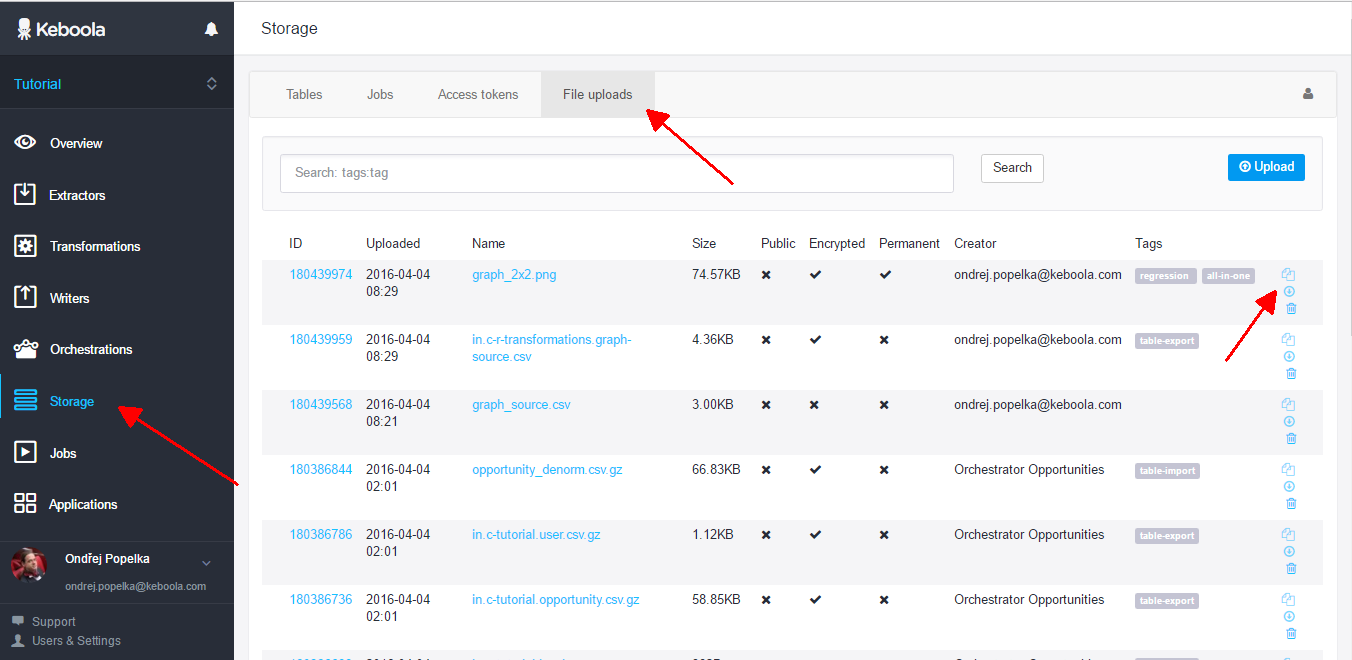 Keboola
Storage
Tutorial
Tables Jobs Access tokens File uploads
Overview
Extractors
Transformations
Writers
Orchestrations
Storage
Jobs
Applications
Ondřej Popelka
ondrej.popelka@keboola.com
Support
Users & Settings
Search: tags:tag Search Upload
ID Uploaded Name Size Public Encrypted Permanent Creator Tags
180439974 2016-04-04 graph_2x2.png 74.57KB ondrej.popelka@keboola.com regression all-in-one
08:29
180439959 2016-04-04 in.c-r-transformations.graph- 4.36KB ondrej.popelka@keboola.com table-export
08:29 source.csv
180439568 2016-04-04 graph_source.csv 3.00KB ondrej.popelka@keboola.com
08:21
180386844 2016-04-04 opportunity_denorm.csv.gz 66.83KB Orchestrator Opportunities table-import
02:01
180386786 2016-04-04 in.c-tutorial.user.csv.gz 1.12KB Orchestrator Opportunities table-export
02:01
180386736 2016-04-04 in.c-tutorial.opportunity.csv.gz 58.85KB Orchestrator Opportunities table-export
02:01